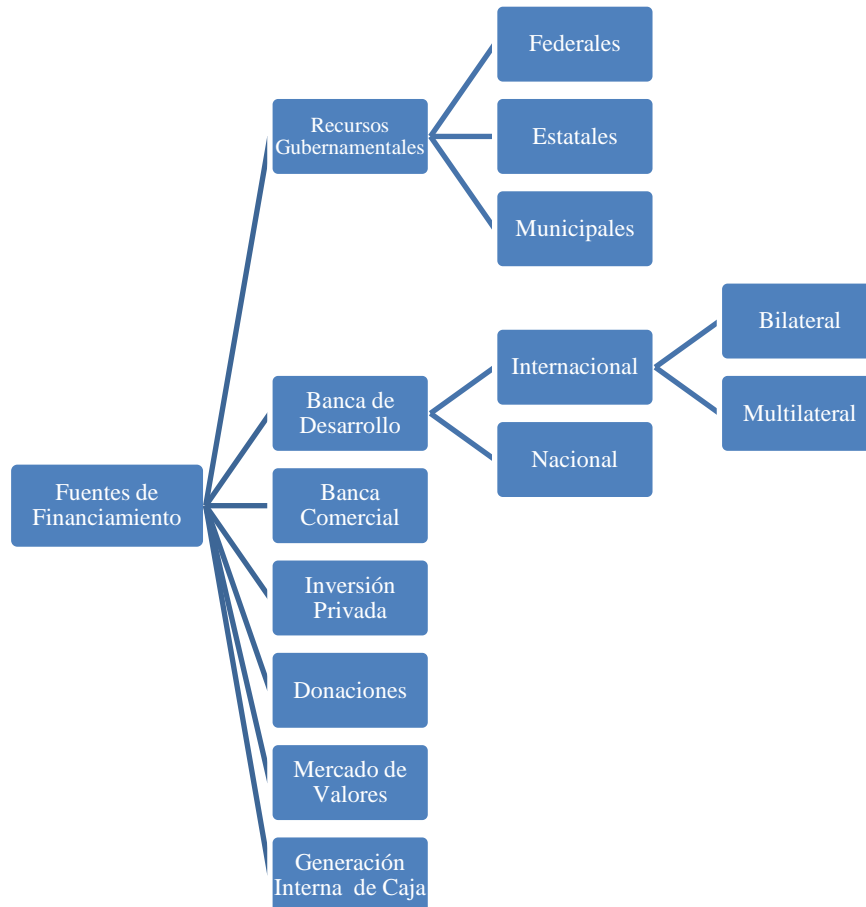 Fuentes de
Financiamiento
Recursos
Gubernamentales
Federales
Estatales
Municipales
Banca de
Desarrollo
Internacional
Bilateral
Multilateral
Nacional
Banca
Comercial
Inversión
Privada
Donaciones
Mercado de
Valores
Generación
Interna de Caja